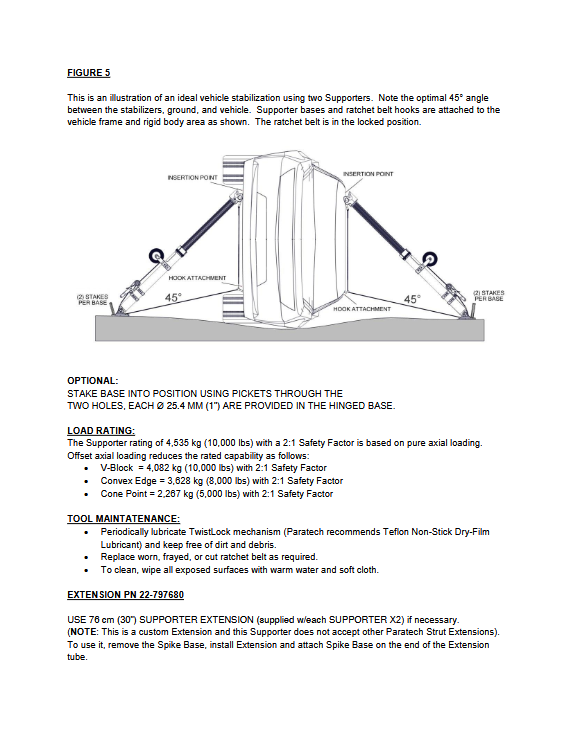 FIGURE 5
This is an illustration of an ideal vehicle stabilization using two Supporters. Note the optimal 45° angle
between the stabilizers, ground, and vehicle. Supporter bases and ratchet belt hooks are attached to the
vehicle frame and rigid body area as shown. The ratchet belt is in the locked position.
INSERTION POINT
INSERTION POINT
HOOK ATTACHMENT
(2) STAKES
PER BASE
45°
45°
(2) STAKES
PER BASE
HOOK ATTACHMENT
OPTIONAL:
STAKE BASE INTO POSITION USING PICKETS THROUGH THE
TWO HOLES, EACH Ø 25.4 MM (1") ARE PROVIDED IN THE HINGED BASE.
LOAD RATING:
The Supporter rating of 4,535 kg (10,000 lbs) with a 2:1 Safety Factor is based on pure axial loading.
Offset axial loading reduces the rated capability as follows:
• V-Block = 4,082 kg (10,000 lbs) with 2:1 Safety Factor
• Convex Edge = 3,628 kg (8,000 lbs) with 2:1 Safety Factor
• Cone Point = 2,267 kg (5,000 lbs) with 2:1 Safety Factor
TOOL MAINTATENANCE:
• Periodically lubricate TwistLock mechanism (Paratech recommends Teflon Non-Stick Dry-Film
Lubricant) and keep free of dirt and debris.
• Replace worn, frayed, or cut ratchet belt as required.
• To clean, wipe all exposed surfaces with warm water and soft cloth.
EXTENSION PN 22-797680
USE 76 cm (30") SUPPORTER EXTENSION (supplied w/each SUPPORTER X2) if necessary.
(NOTE: This is a custom Extension and this Supporter does not accept other Paratech Strut Extensions).
To use it, remove the Spike Base, install Extension and attach Spike Base on the end of the Extension
tube.